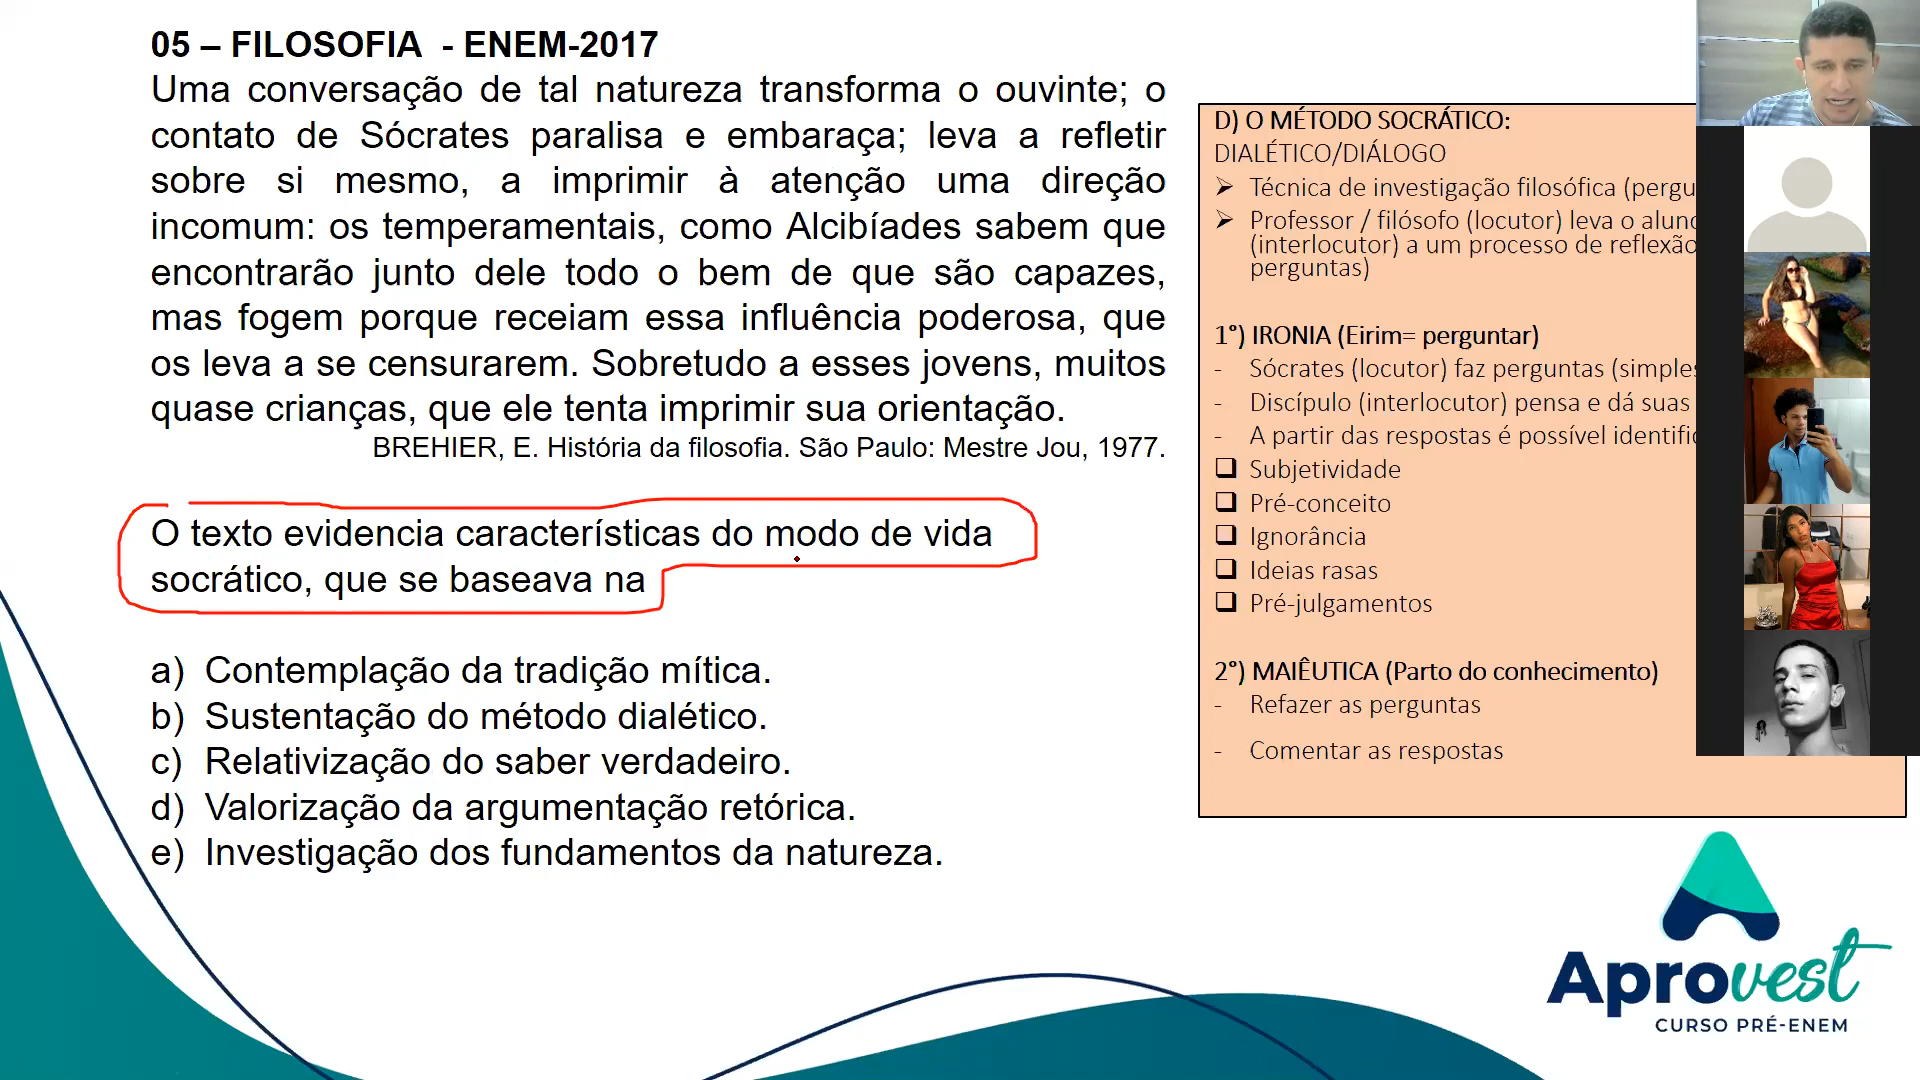 05 – FILOSOFIA - ENEM-2017
Uma conversação de tal natureza transforma o ouvinte; o
contato de Sócrates paralisa e embaraça; leva a refletir
sobre si mesmo, a imprimir à atenção uma direção
incomum: os temperamentais, como Alcibíades sabem que
encontrarão junto dele todo o bem de que são capazes,
mas fogem porque receiam essa influência poderosa, que
os leva a se censurarem. Sobretudo a esses jovens, muitos
quase crianças, que ele tenta imprimir sua orientação.
BREHIER, E. História da filosofia. São Paulo: Mestre Jou, 1977.
O texto evidencia características do modo de vida
socrático, que se baseava na
a) Contemplação da tradição mítica.
b) Sustentação do método dialético.
c) Relativização do saber verdadeiro.
d) Valorização da argumentação retórica.
e) Investigação dos fundamentos da natureza.
D) O MÉTODO SOCRÁTICO:
DIALÉTICO/DIÁLOGO
➢ Técnica de investigação filosófica
➢ Professor / filósofo (locutor) leva o
(interlocutor) a um processo de reflexão
perguntas)
1°) IRONIA (Eirim= perguntar)
- Sócrates (locutor) faz perguntas
- Discípulo (interlocutor) pensa e dá suas
- A partir das respostas é possível
❑ Subjetividade
❑ Pré-conceito
❑ Ignorância
❑ Ideias rasas
❑ Pré-julgamentos
2°) MAIÊUTICA (Parto do conhecimento)
- Refazer as perguntas
- Comentar as respostas
Aprovest
CURSO PRÉ-ENEM